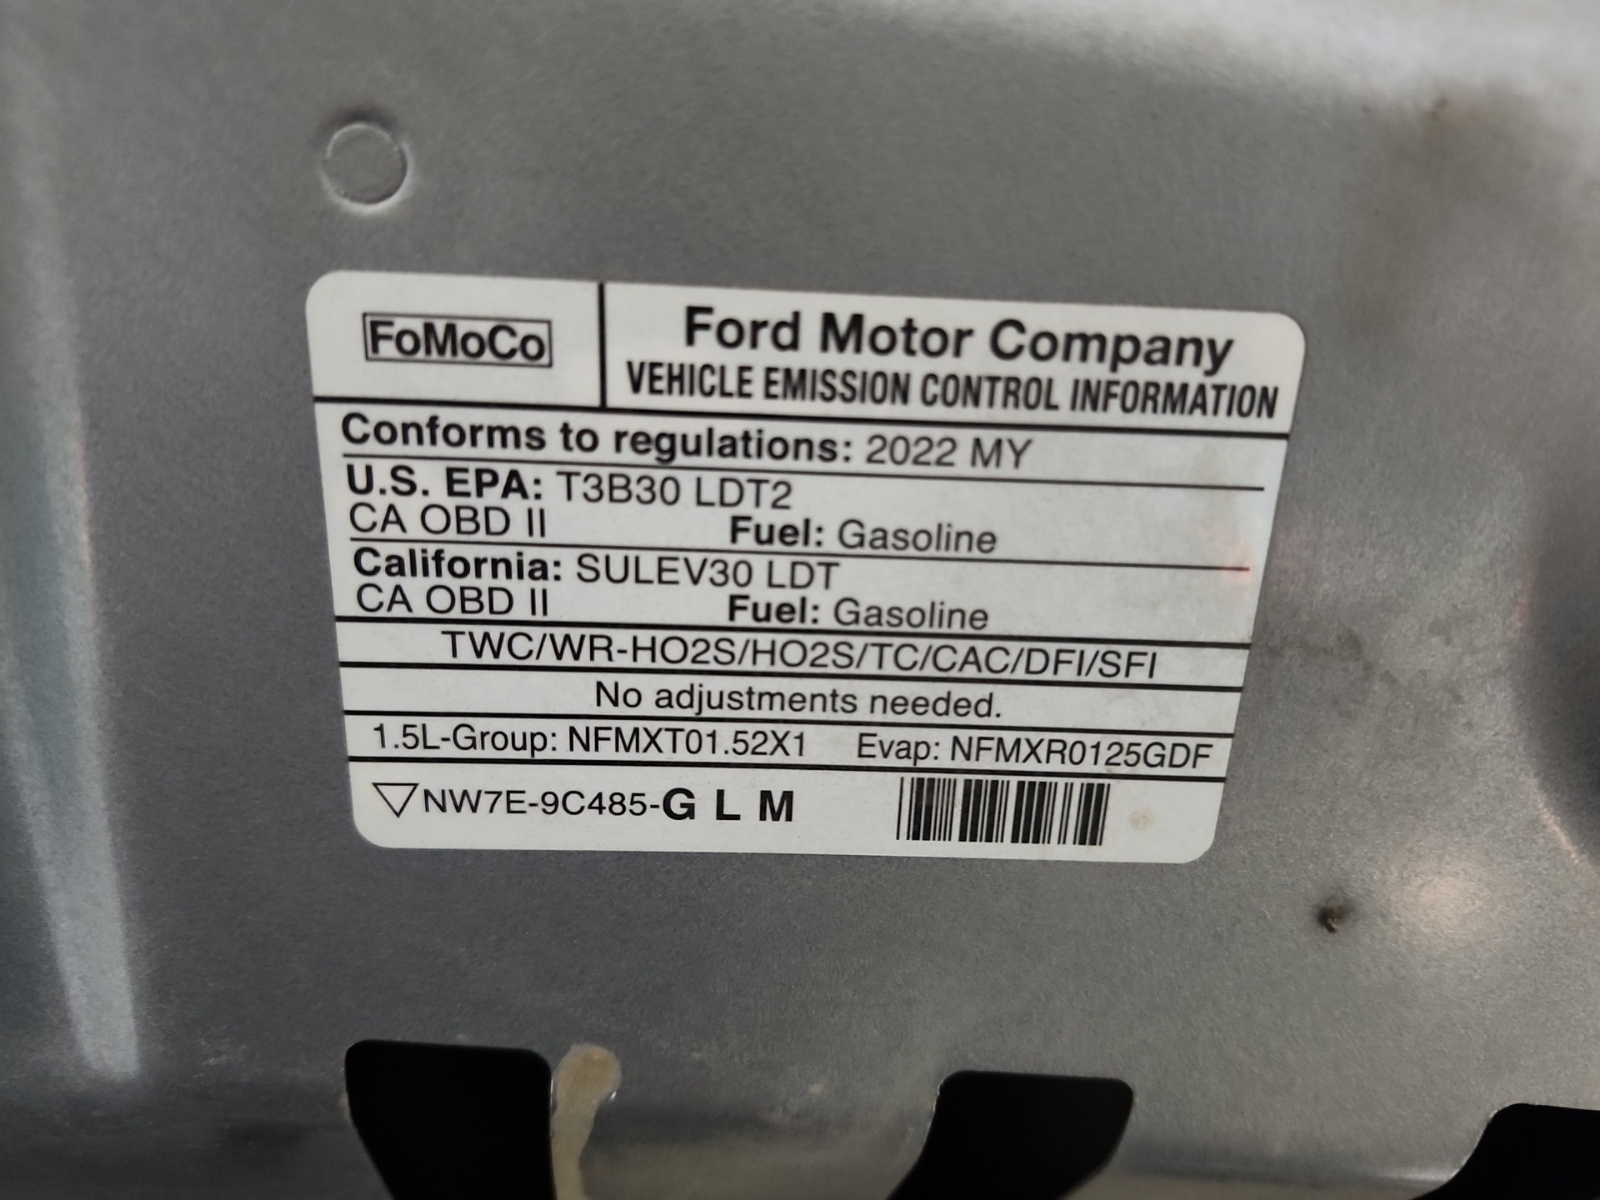 FoMoCo
Ford Motor Company
VEHICLE EMISSION CONTROL INFORMATION
Conforms to regulations: 2022 MY
U.S. EPA: T3B30 LDT2
CA OBD II Fuel: Gasoline
California: SULEV30 LDT
CA OBD II Fuel: Gasoline
TWC/WR-HO2S/HO2S/TC/CAC/DFI/SFI
No adjustments needed.
1.5L-Group: NFMXT01.52X1 Evap: NFMXR0125GDF
▽NW7E-9C485-G L M